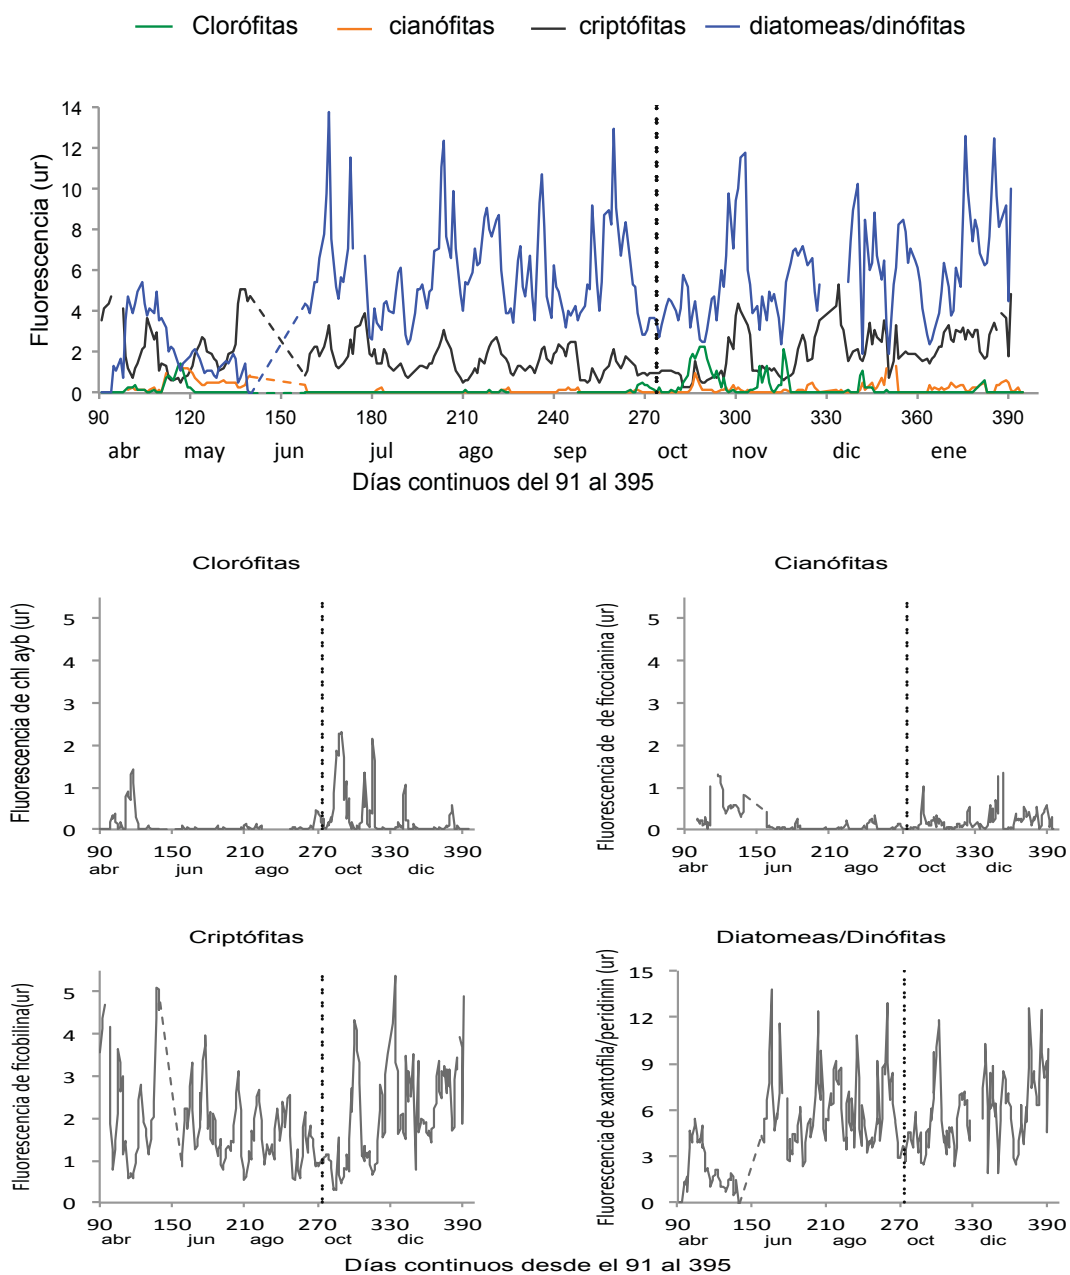 Clorófitas cianófitas criptófitas diatomeas/dinófitas
Fluorescencia (ur)
14
12
10
8
6
4
2
0
90 120 150 180 210 240 270 300 330 360 390
abr may jun jul ago sep oct nov dic ene
Días continuos del 91 al 395
Clorófitas
Fluorescencia de chl ayb (ur)
5
4
3
2
1
0
90 150 210 270 330 390
abr jun ago oct dic
Cianófitas
Fluorescencia de de ficocianina (ur)
5
4
3
2
1
0
90 150 210 270 330 390
abr jun ago oct dic
Criptófitas
Fluorescencia de ficobilina(ur)
5
4
3
2
1
0
90 150 210 270 330 390
abr jun ago oct dic
Diatomeas/Dinófitas
Fluorescencia de xantofila/peridinin (ur)
15
12
9
6
3
0
90 150 210 270 330 390
abr jun ago oct dic
Días continuos desde el 91 al 395